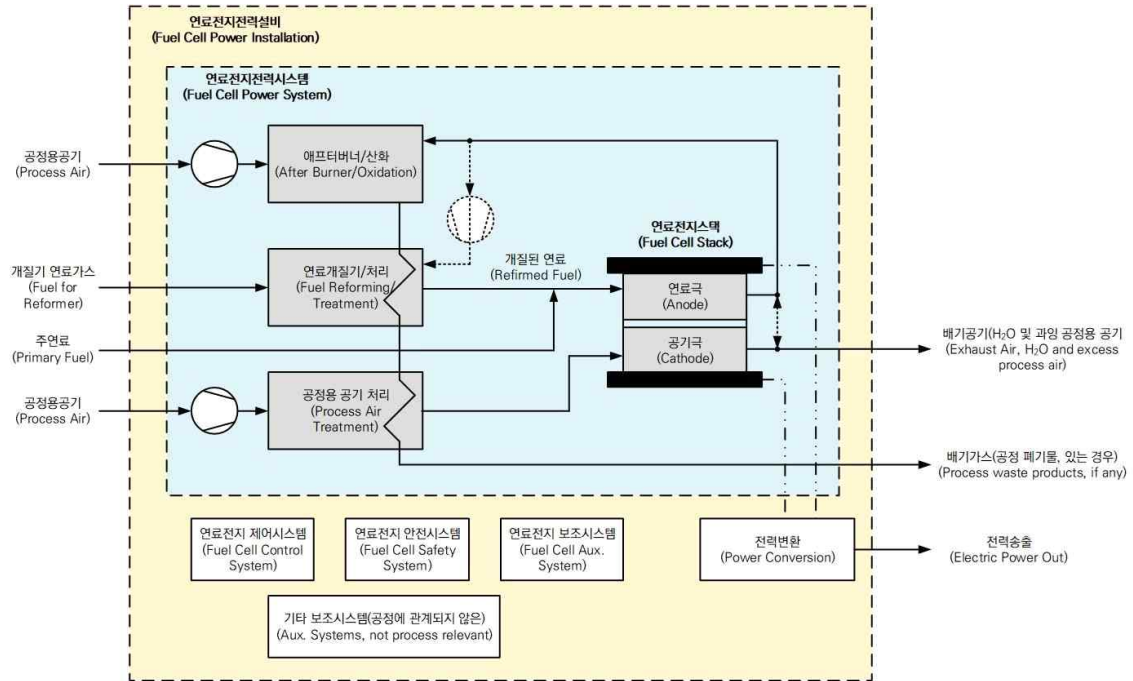 연료전지전력설비
(Fuel Cell Power Installation)
연료전지전력시스템
(Fuel Cell Power System)
공정용공기
(Process Air)
애프터버너/산화
(After Burner/Oxidation)
연료전지스택
(Fuel Cell Stack)
개질기 연료가스
(Fuel for
Reformer)
연료개질기/처리
(Fuel Reforming/
Treatment)
개질된 연료
(Refirmed Fuel)
연료극
(Anode)
주연료
(Primary Fuel)
공기극
(Cathode)
배기공기(H₂O 및 과잉 공정용 공기
(Exhaust Air, H₂O and excess
process air)
공정용공기
(Process Air)
공정용 공기 처리
(Process Air
Treatment)
배기가스(공정 폐기물, 있는 경우)
(Process waste products, if any)
연료전지 제어시스템
(Fuel Cell Control
System)
연료전지 안전시스템
(Fuel Cell Safety
System)
연료전지 보조시스템
(Fuel Cell Aux.
System)
전력변환
(Power Conversion)
전력송출
(Electric Power Out)
기타 보조시스템(공정에 관계되지 않은)
(Aux. Systems, not process relevant)